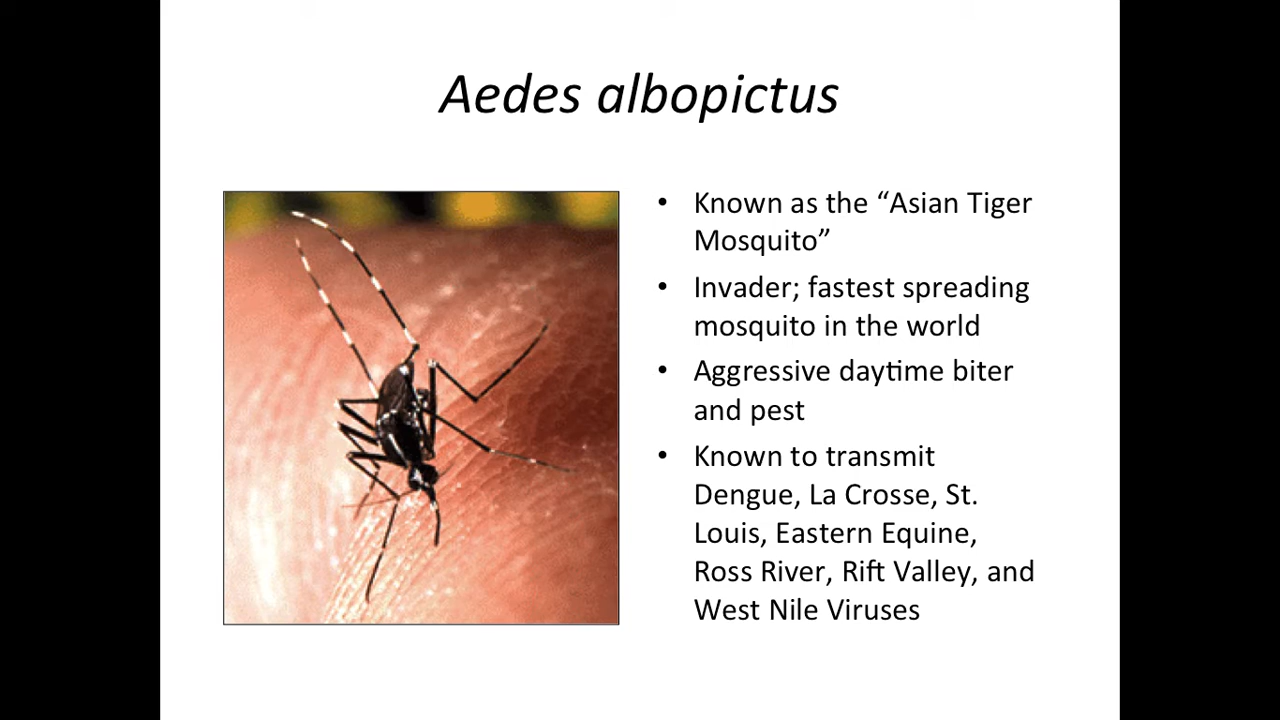 Aedes albopictus
• Known as the “Asian Tiger
Mosquito”
• Invader; fastest spreading
mosquito in the world
• Aggressive daytime biter
and pest
• Known to transmit
Dengue, La Crosse, St.
Louis, Eastern Equine,
Ross River, Rift Valley, and
West Nile Viruses